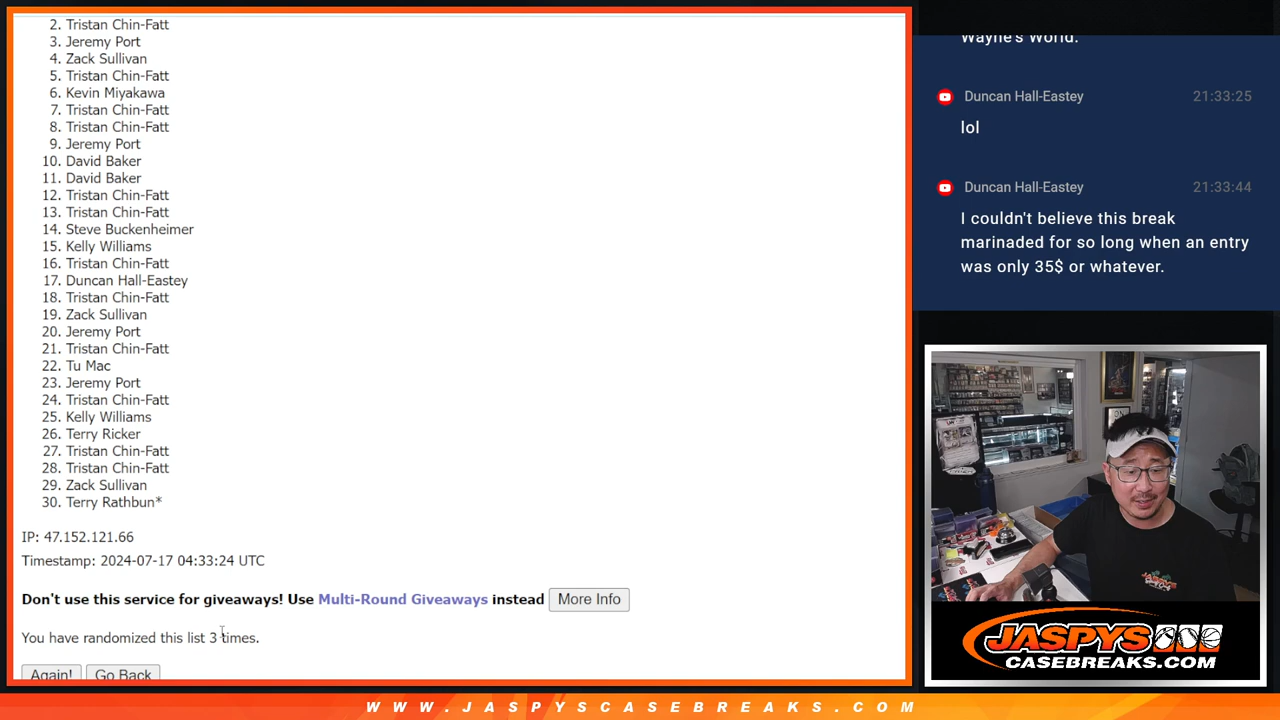 2. Tristan Chin-Fatt
3. Jeremy Port
4. Zack Sullivan
5. Tristan Chin-Fatt
6. Kevin Miyakawa
7. Tristan Chin-Fatt
8. Tristan Chin-Fatt
9. Jeremy Port
10. David Baker
11. David Baker
12. Tristan Chin-Fatt
13. Tristan Chin-Fatt
14. Steve Buckenheimer
15. Kelly Williams
16. Tristan Chin-Fatt
17. Duncan Hall-Eastey
18. Tristan Chin-Fatt
19. Zack Sullivan
20. Jeremy Port
21. Tristan Chin-Fatt
22. Tu Mac
23. Jeremy Port
24. Tristan Chin-Fatt
25. Kelly Williams
26. Terry Ricker
27. Tristan Chin-Fatt
28. Tristan Chin-Fatt
29. Zack Sullivan
30. Terry Rathbun*
IP: 47.152.121.66
Timestamp: 2024-07-17 04:33:24 UTC
Don't use this service for giveaways! Use Multi-Round Giveaways instead More Info
You have randomized this list 3 times.
Again! Go Back
Wayne's World.
Duncan Hall-Eastey 21:33:25
lol
Duncan Hall-Eastey 21:33:44
I couldn't believe this break
marinaded for so long when an entry
was only 35$ or whatever.
JASPYS
CASEBREAKS.COM
WWW.JASPYSCASEBREAKS.COM